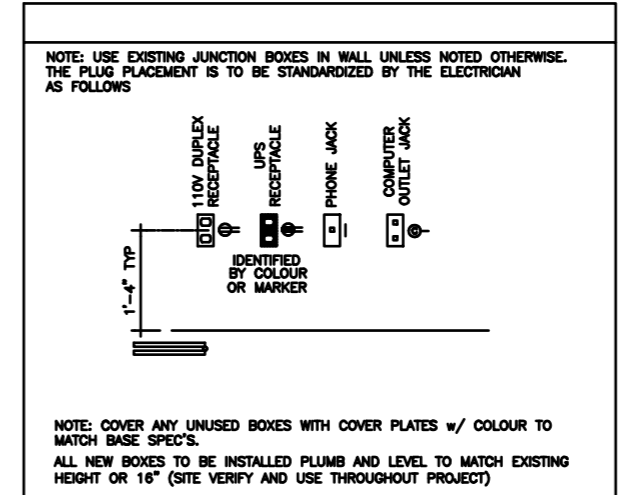 NOTE: USE EXISTING JUNCTION BOXES IN WALL UNLESS NOTED OTHERWISE.
THE PLUG PLACEMENT IS TO BE STANDARDIZED BY THE ELECTRICIAN
AS FOLLOWS
110V DUPLEX
RECEPTACLE
UPS
RECEPTACLE
PHONE JACK
COMPUTER
OUTLET JACK
IDENTIFIED
BY COLOUR
OR MARKER
1'-4" TYP
NOTE: COVER ANY UNUSED BOXES WITH COVER PLATES w/ COLOUR TO
MATCH BASE SPEC'S.
ALL NEW BOXES TO BE INSTALLED PLUMB AND LEVEL TO MATCH EXISTING
HEIGHT OR 16" (SITE VERIFY AND USE THROUGHOUT PROJECT)